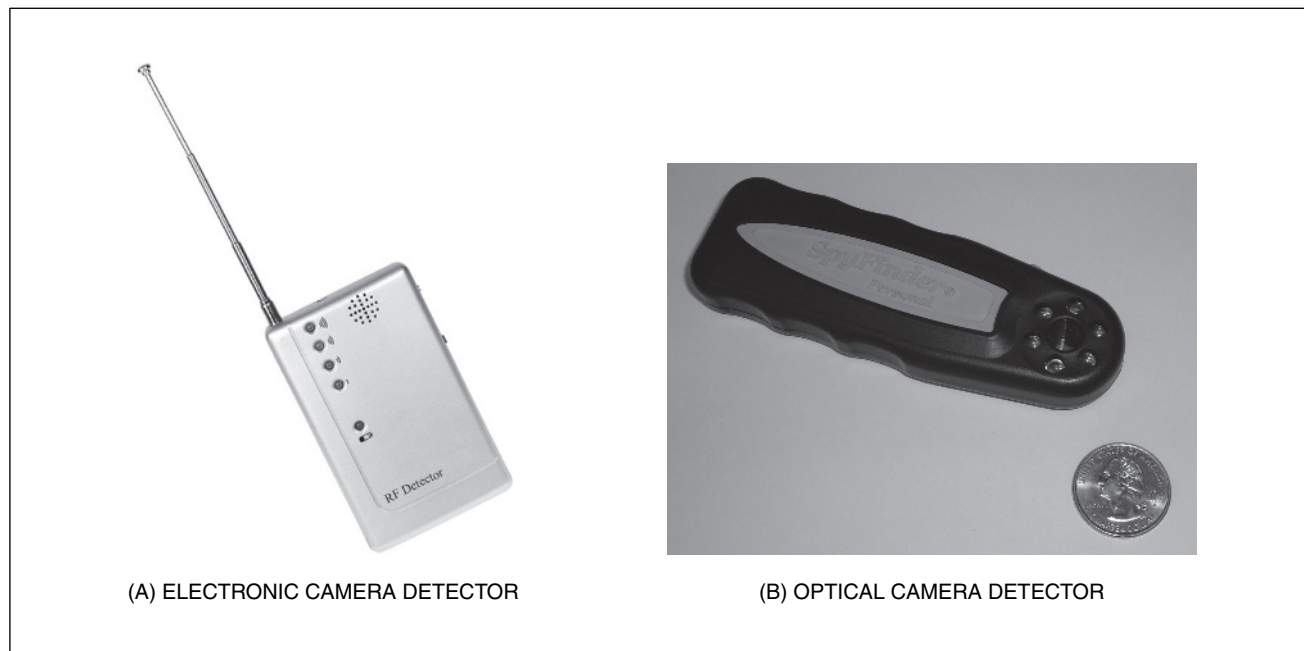 RF Detector
SpyFinder®
Personal
(A) ELECTRONIC CAMERA DETECTOR
(B) OPTICAL CAMERA DETECTOR